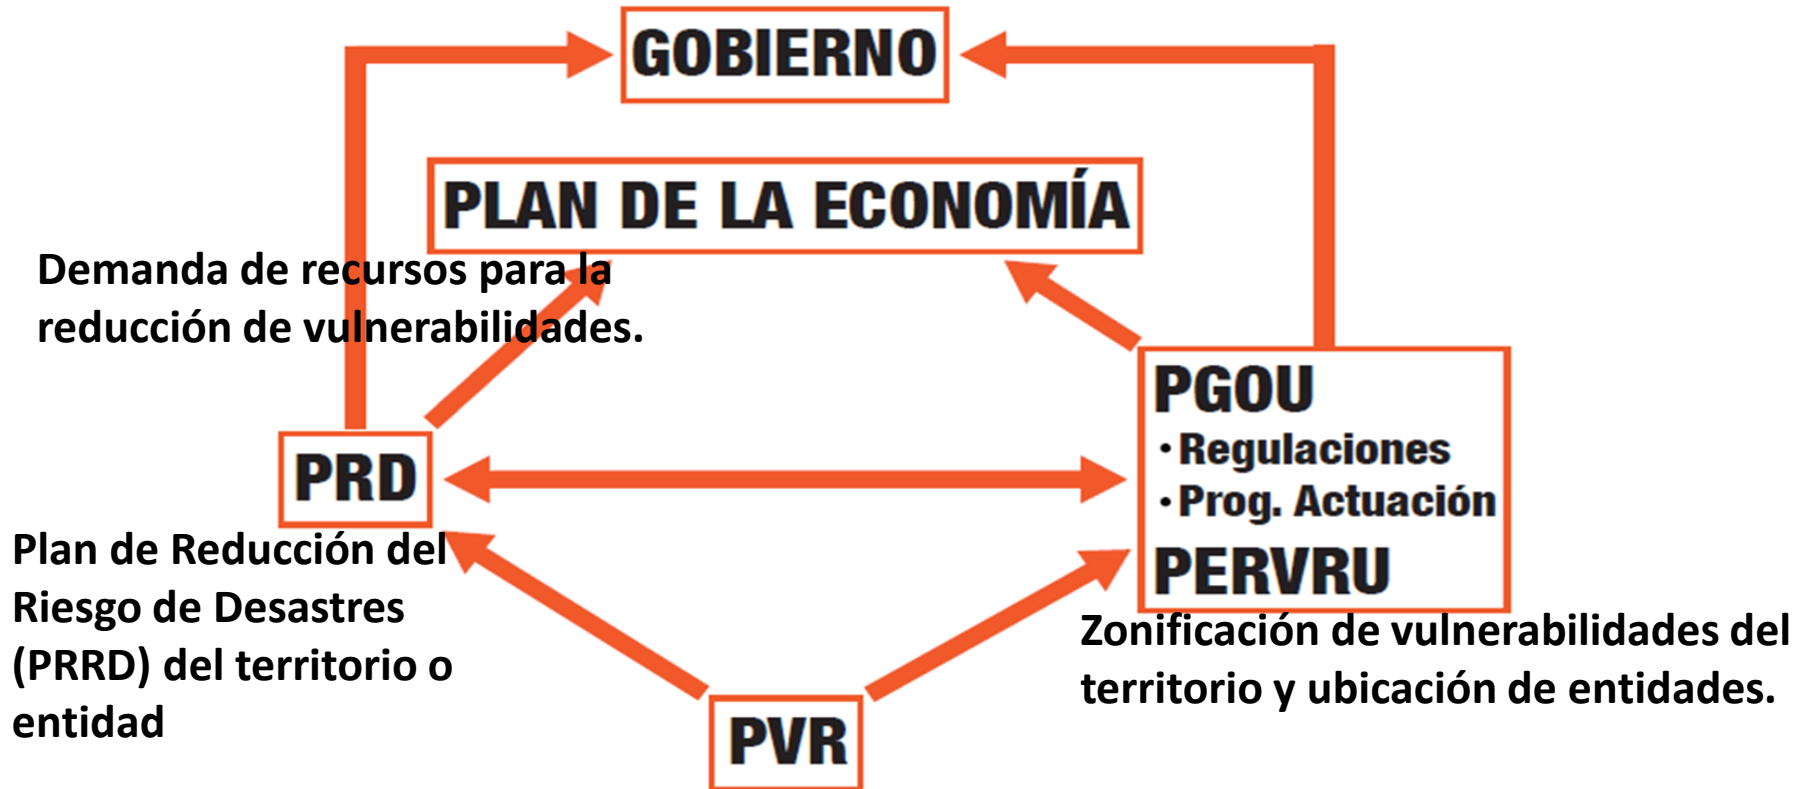 GOBIERNO
PLAN DE LA ECONOMÍA
Demanda de recursos para la
reducción de vulnerabilidades.
PGOU
· Regulaciones
· Prog. Actuación
PERVRU
PRD
Plan de Reducción del
Riesgo de Desastres
(PRRD) del territorio o
entidad
Zonificación de vulnerabilidades del
territorio y ubicación de entidades.
PVR